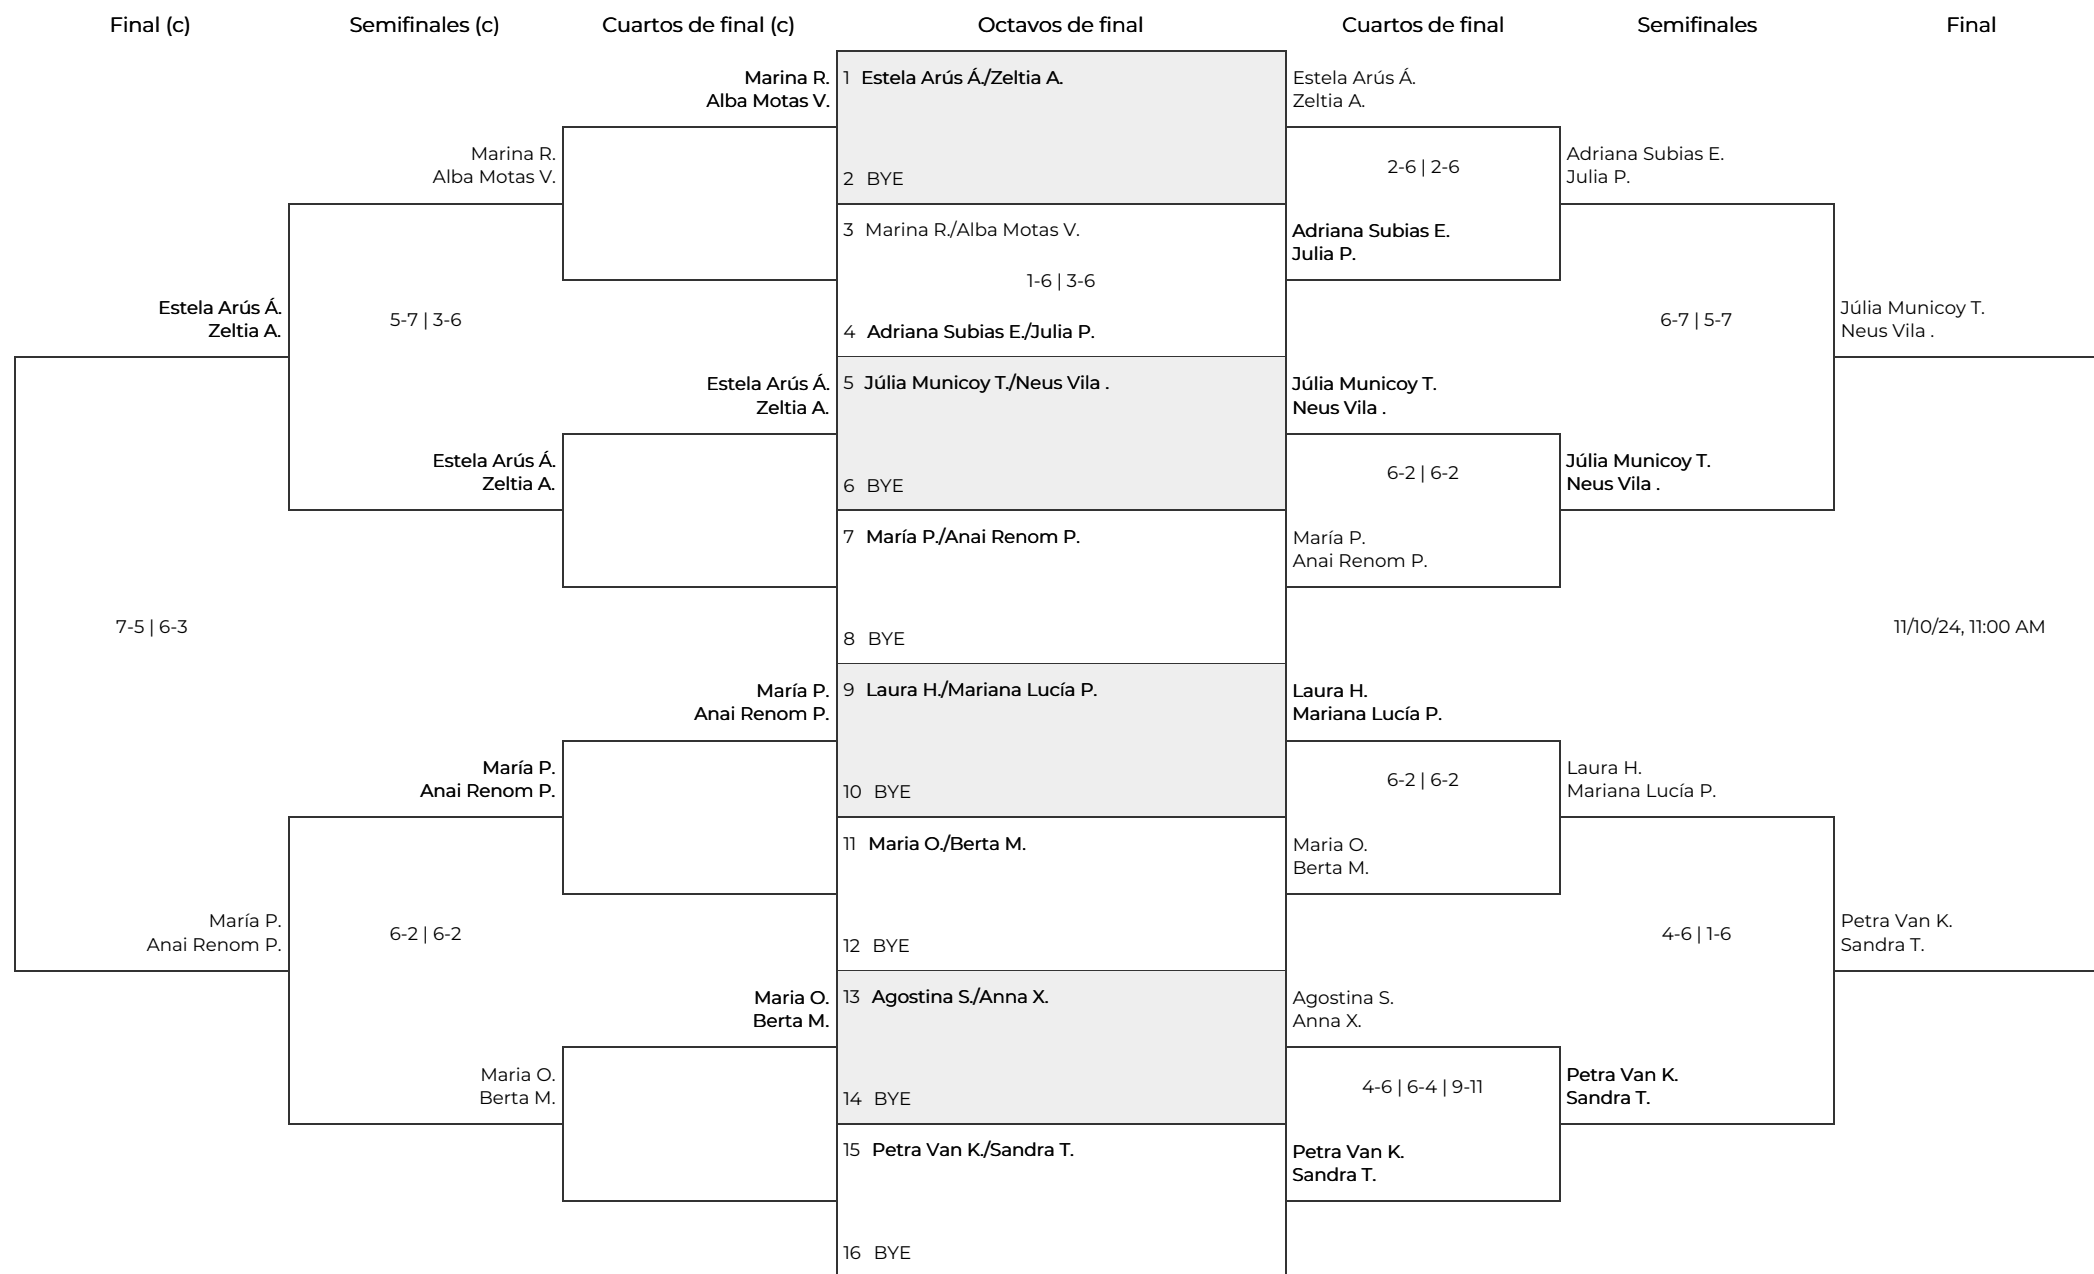 Final (c)
Semifinales (c)
Cuartos de final (c)
Octavos de final
Cuartos de final
Semifinales
Final
Estela Arús Á.
Zeltia A.
7-5 | 6-3
María P.
Anai Renom P.
Marina R.
Alba Motas V.
5-7 | 3-6
Estela Arús Á.
Zeltia A.
María P.
Anai Renom P.
6-2 | 6-2
Maria O.
Berta M.
Marina R.
Alba Motas V.
Estela Arús Á.
Zeltia A.
María P.
Anai Renom P.
Maria O.
Berta M.
1 Estela Arús Á./Zeltia A.
2 BYE
3 Marina R./Alba Motas V.
1-6 | 3-6
4 Adriana Subias E./Julia P.
5 Júlia Municoy T./Neus Vila .
6 BYE
7 María P./Anai Renom P.
8 BYE
9 Laura H./Mariana Lucía P.
10 BYE
11 Maria O./Berta M.
12 BYE
13 Agostina S./Anna X.
14 BYE
15 Petra Van K./Sandra T.
16 BYE
Estela Arús Á.
Zeltia A.
2-6 | 2-6
Adriana Subias E.
Julia P.
Júlia Municoy T.
Neus Vila .
6-2 | 6-2
María P.
Anai Renom P.
Laura H.
Mariana Lucía P.
6-2 | 6-2
Maria O.
Berta M.
Agostina S.
Anna X.
4-6 | 6-4 | 9-11
Petra Van K.
Sandra T.
Adriana Subias E.
Julia P.
6-7 | 5-7
Júlia Municoy T.
Neus Vila .
Laura H.
Mariana Lucía P.
4-6 | 1-6
Petra Van K.
Sandra T.
Júlia Municoy T.
Neus Vila .
11/10/24, 11:00 AM
Petra Van K.
Sandra T.